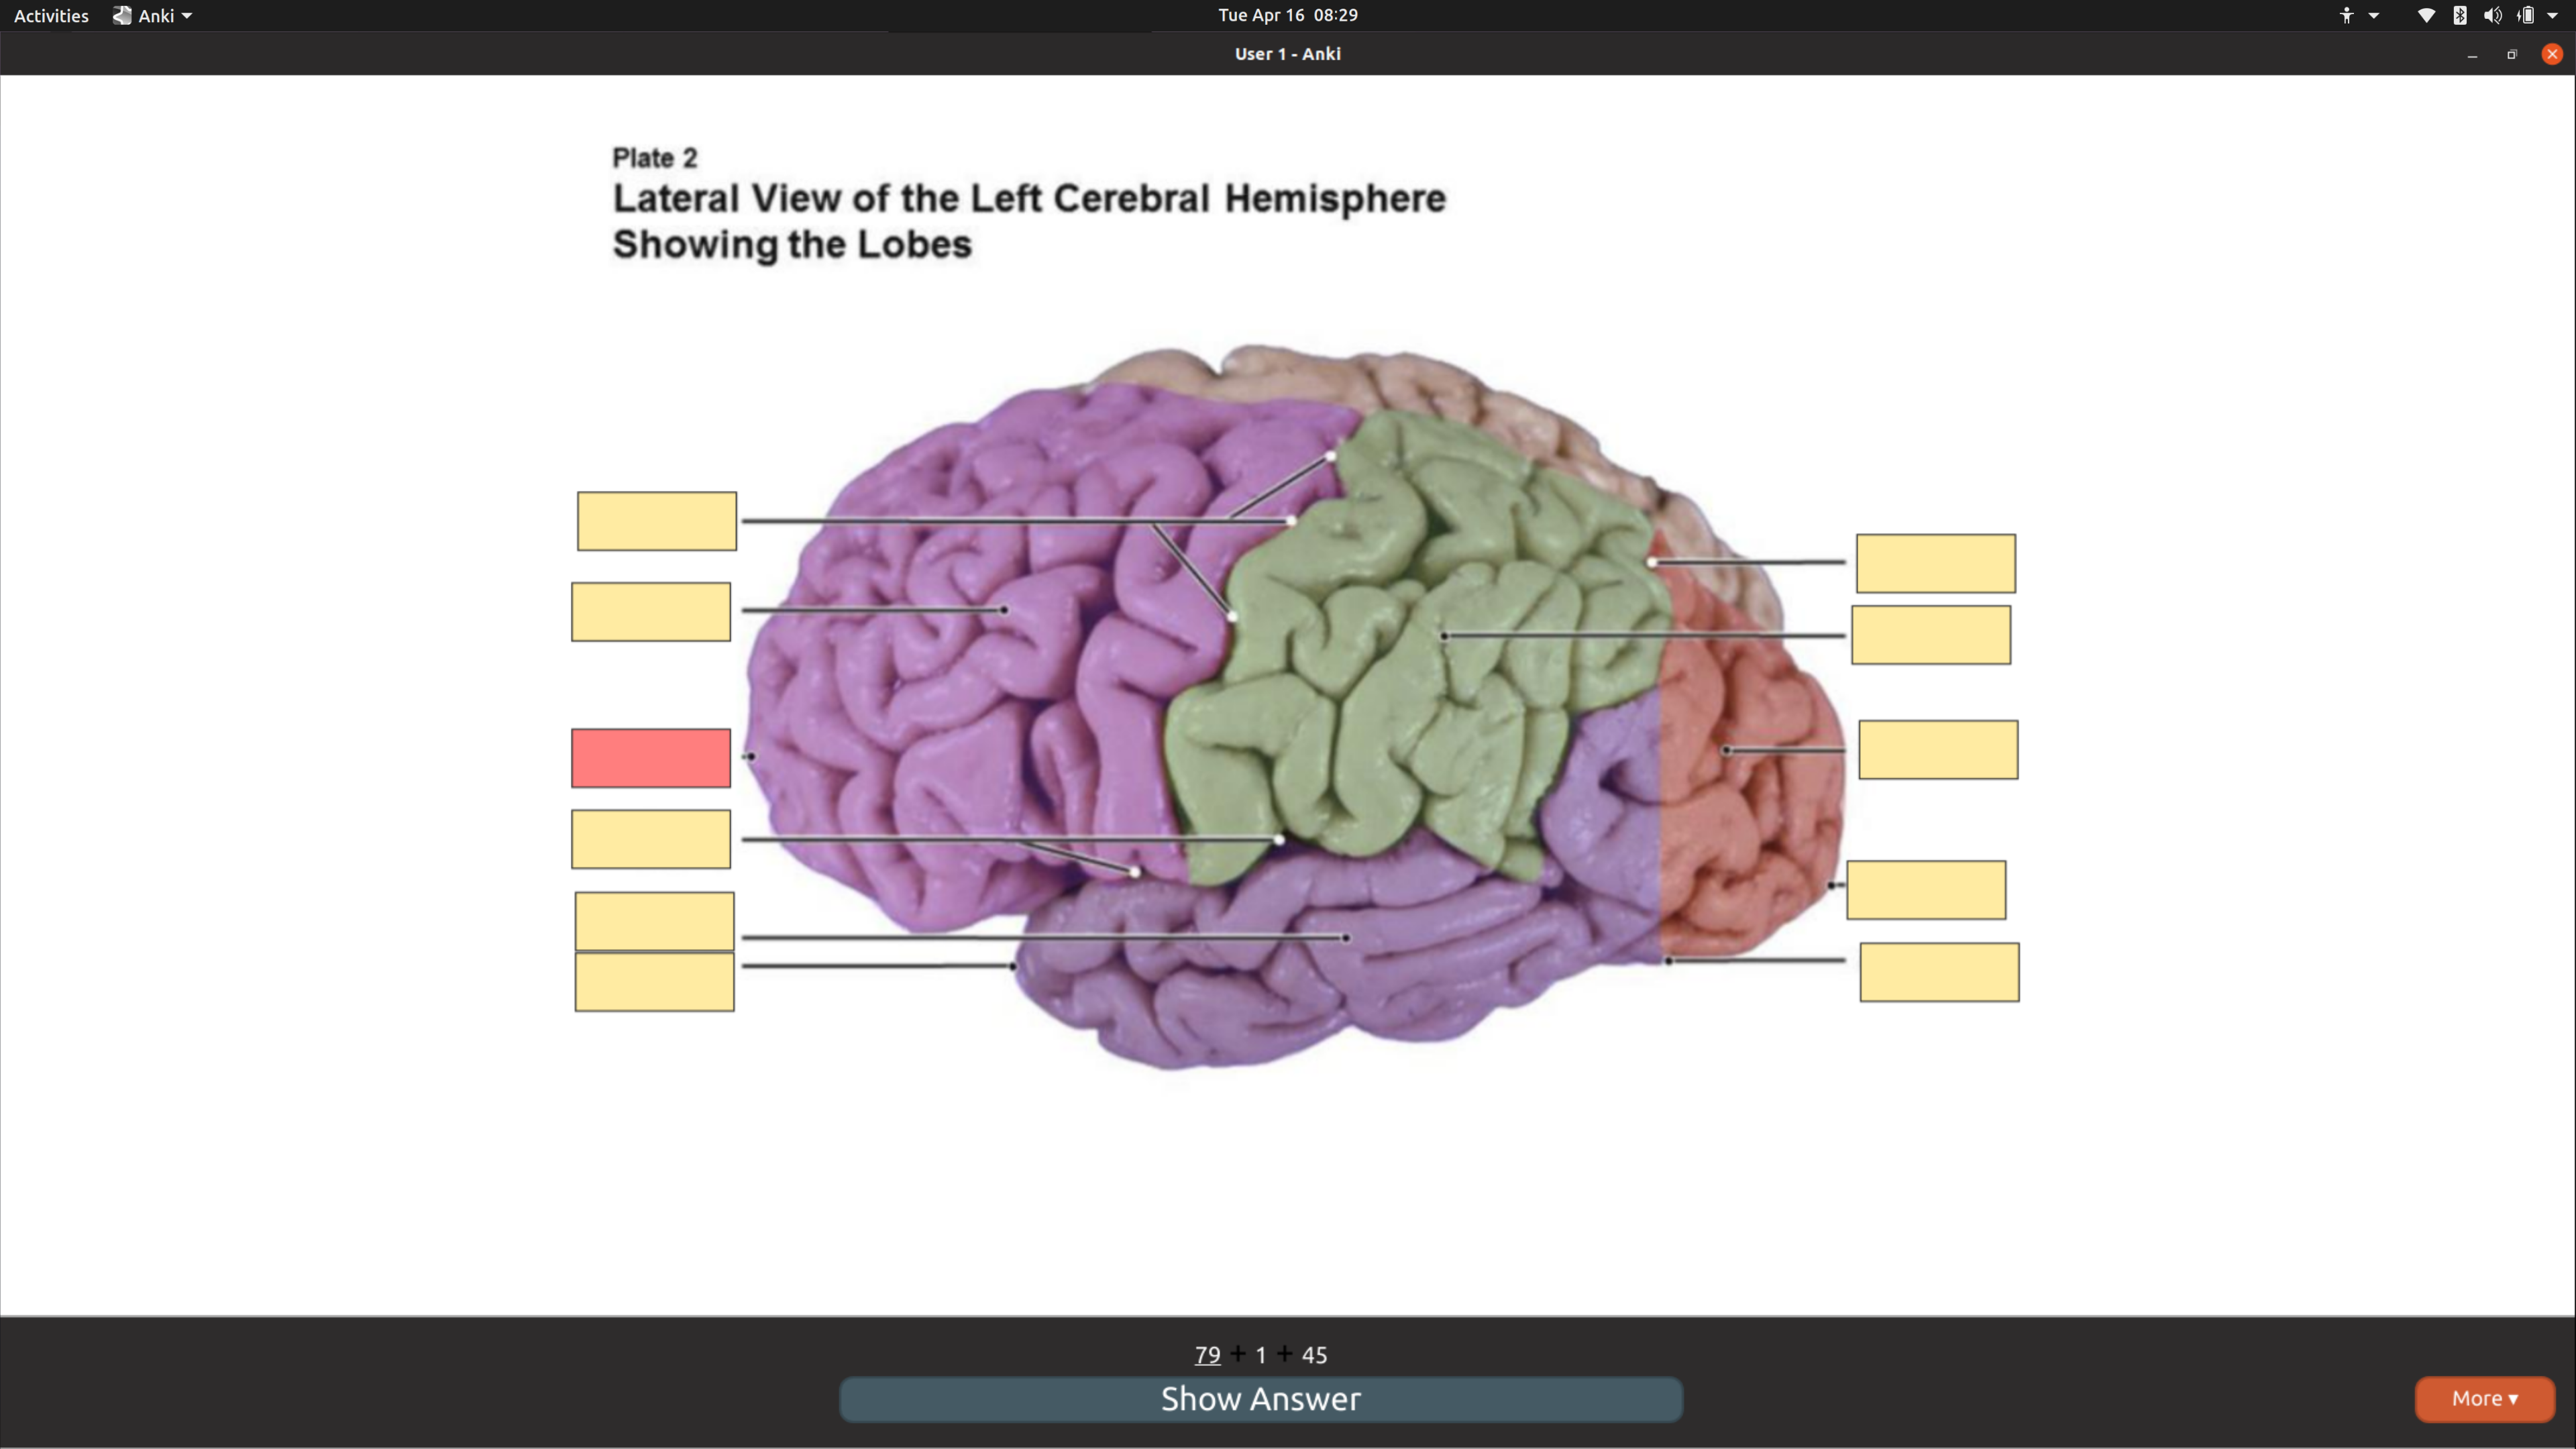 Activities Anki Tue Apr 16 08:29
User 1 - Anki
Plate 2
Lateral View of the Left Cerebral Hemisphere
Showing the Lobes
79 + 1 + 45
Show Answer
More ▾